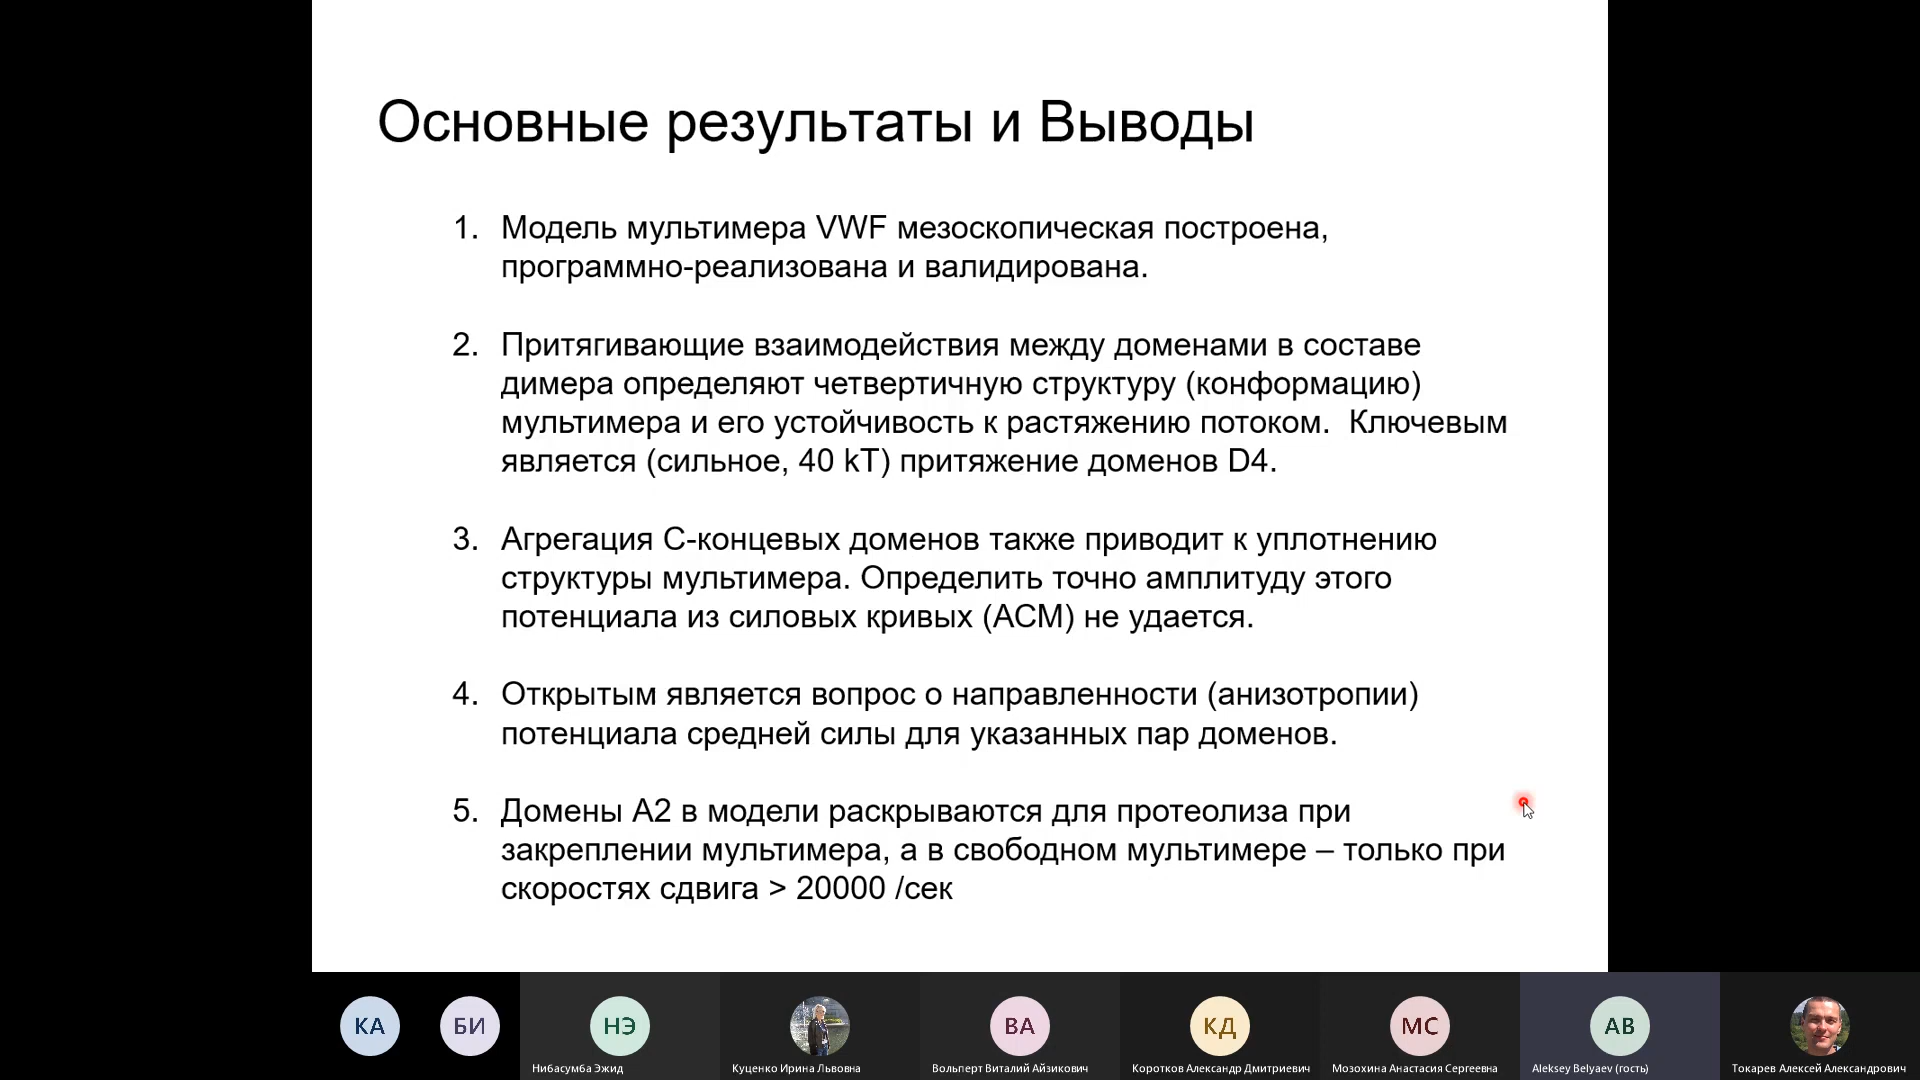 Основные результаты и Выводы
1. Модель мультимера VWF мезоскопическая построена,
программно-реализована и валидирована.
2. Притягивающие взаимодействия между доменами в составе
димера определяют четвертичную структуру (конформацию)
мультимера и его устойчивость к растяжению потоком. Ключевым
является (сильное, 40 kT) притяжение доменов D4.
3. Агрегация С-концевых доменов также приводит к уплотнению
структуры мультимера. Определить точно амплитуду этого
потенциала из силовых кривых (АСМ) не удается.
4. Открытым является вопрос о направленности (анизотропии)
потенциала средней силы для указанных пар доменов.
5. Домены А2 в модели раскрываются для протеолиза при
закреплении мультимера, а в свободном мультимере – только при
скоростях сдвига > 20000 /сек
КА
БИ
НЭ
ВА
КД
МС
AB
Нибасумба Эжид
Куценко Ирина Львовна
Вольперт Виталий Айзикович
Коротков Александр Дмитриевич
Мозохина Анастасия Сергеевна
Aleksey Belyaev (гость)
Токарев Алексей Александрович